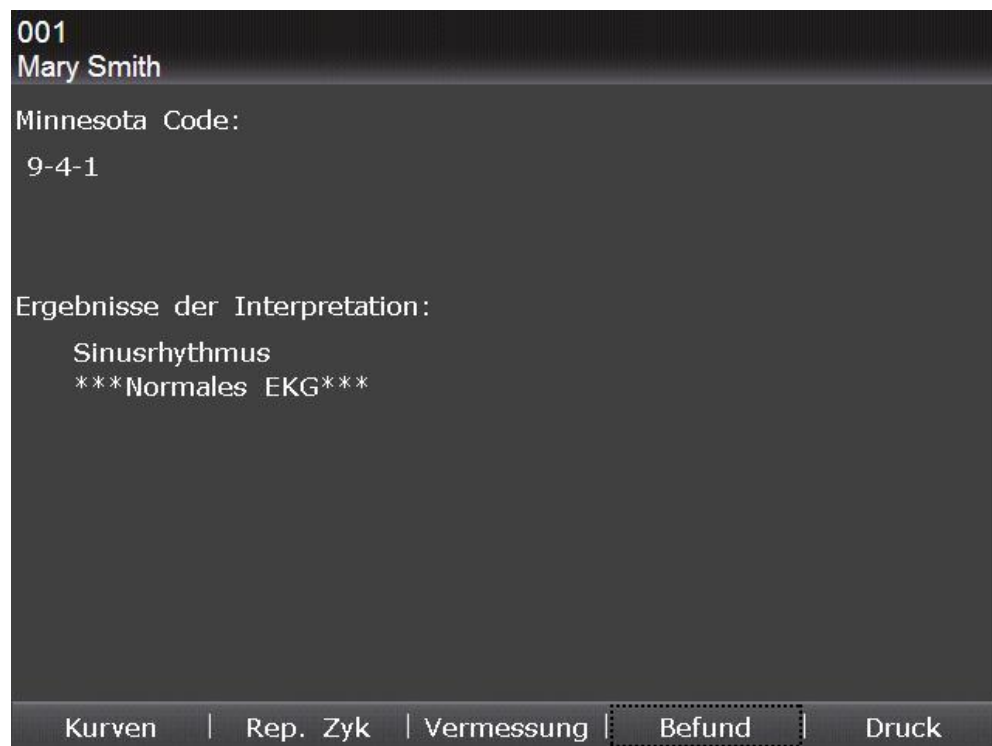 001
Mary Smith
Minnesota Code:
9-4-1
Ergebnisse der Interpretation:
Sinusrhythmus
***Normales EKG***
Kurven | Rep. Zyk | Vermessung | Befund | Druck